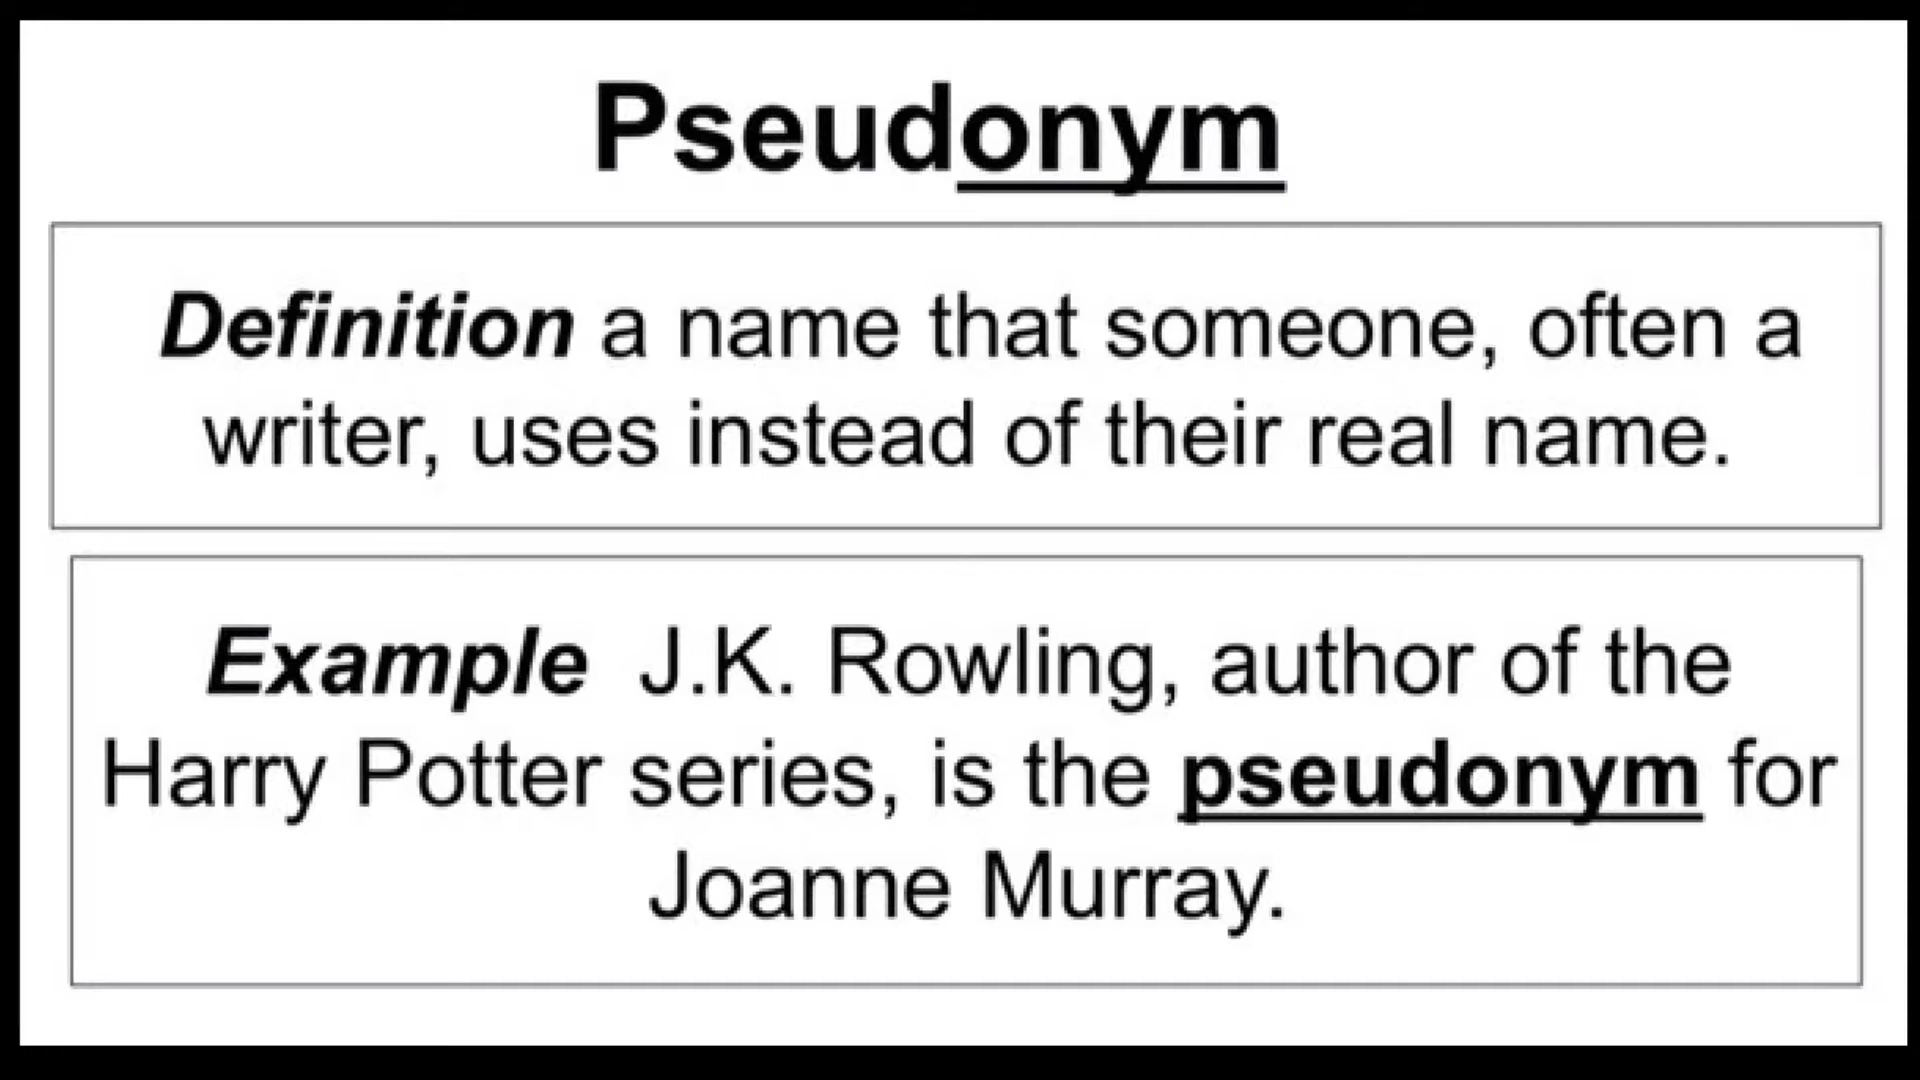 Pseudonym
Definition a name that someone, often a
writer, uses instead of their real name.
Example J.K. Rowling, author of the
Harry Potter series, is the pseudonym for
Joanne Murray.